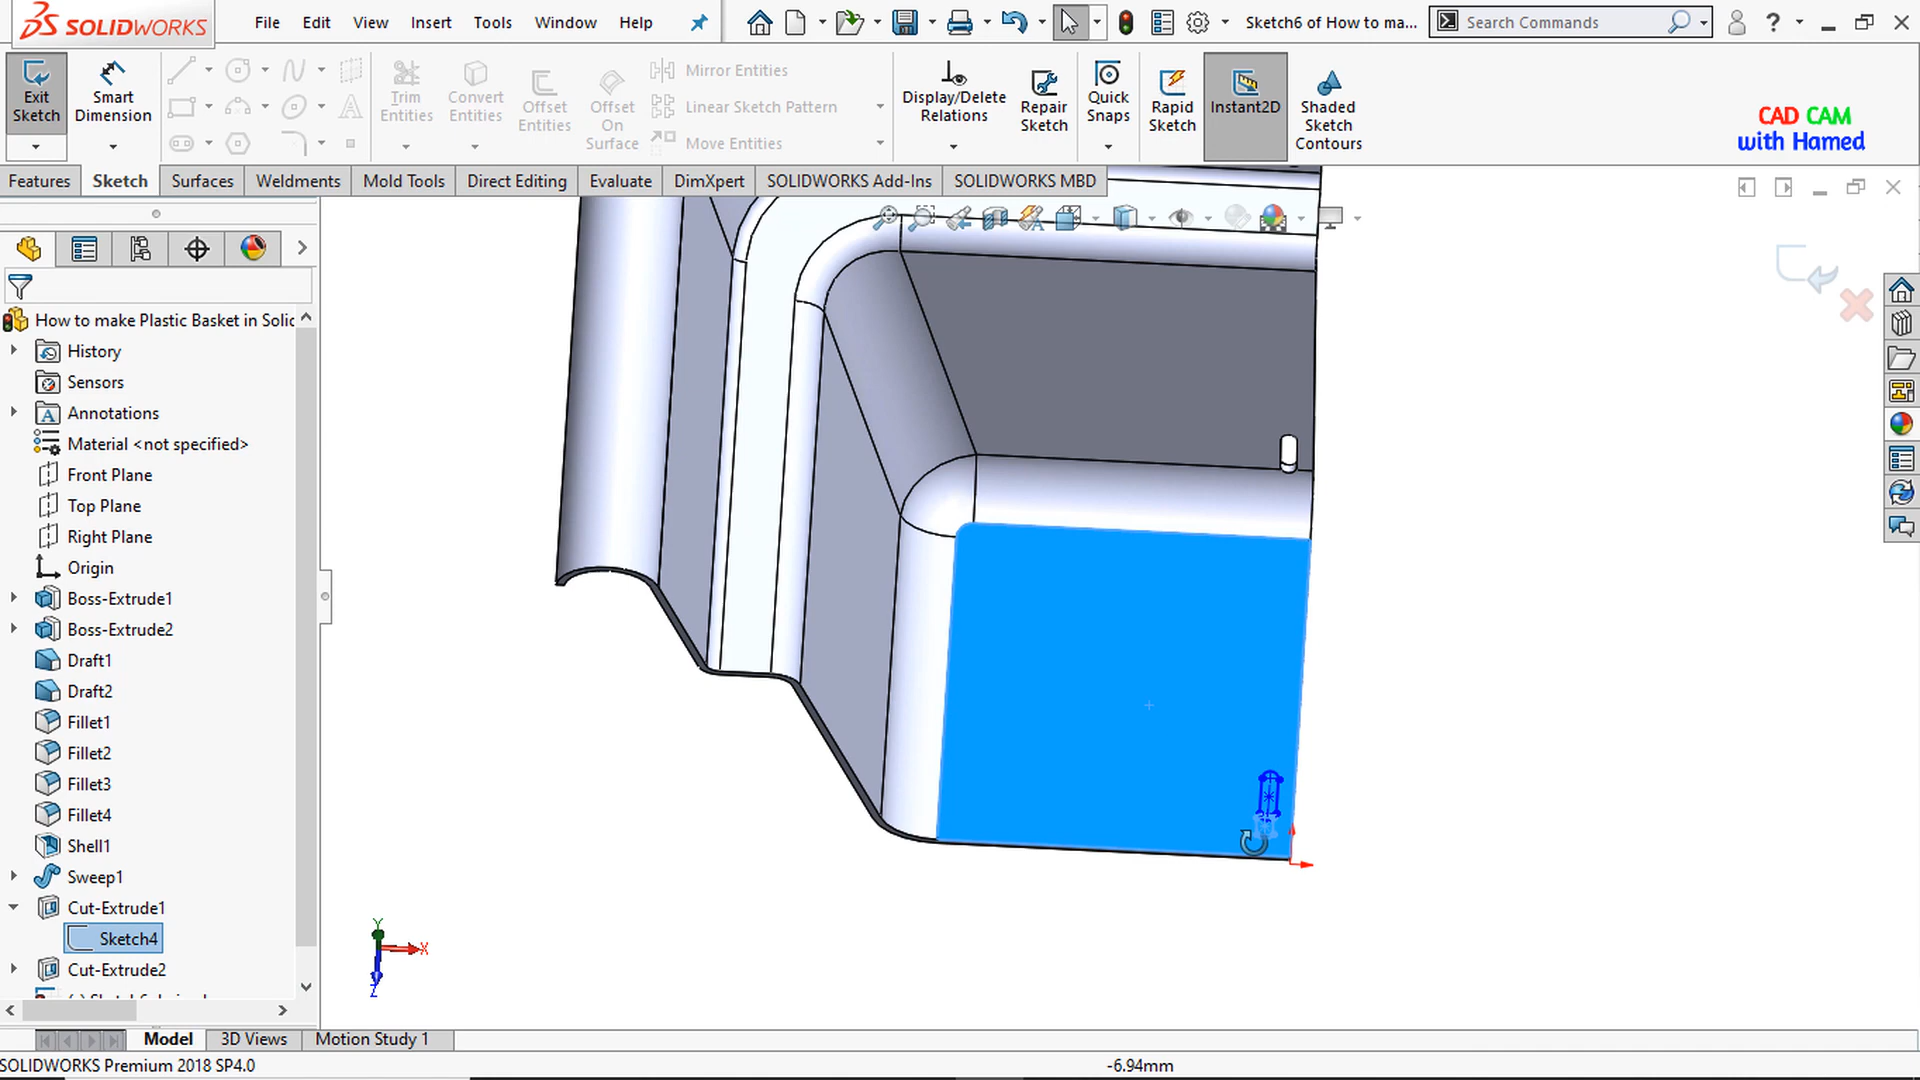 SOLIDWORKS
File Edit View Insert Tools Window Help
Sketch6 of How to ma...
Search Commands
Exit Sketch
Smart Dimension
Trim Entities
Convert Entities
Offset Entities
Offset On Surface
Mirror Entities
Linear Sketch Pattern
Move Entities
Display/Delete Relations
Repair Sketch
Quick Snaps
Rapid Sketch
Instant2D
Shaded Sketch Contours
CAD CAM
with Hamed
Features Sketch Surfaces Weldments Mold Tools Direct Editing Evaluate DimXpert SOLIDWORKS Add-Ins SOLIDWORKS MBD
How to make Plastic Basket in Solic
History
Sensors
Annotations
Material <not specified>
Front Plane
Top Plane
Right Plane
Origin
Boss-Extrude1
Boss-Extrude2
Draft1
Draft2
Fillet1
Fillet2
Fillet3
Fillet4
Shell1
Sweep1
Cut-Extrude1
Sketch4
Cut-Extrude2
Y
X
Z
Model 3D Views Motion Study 1
SOLIDWORKS Premium 2018 SP4.0
-6.94mm